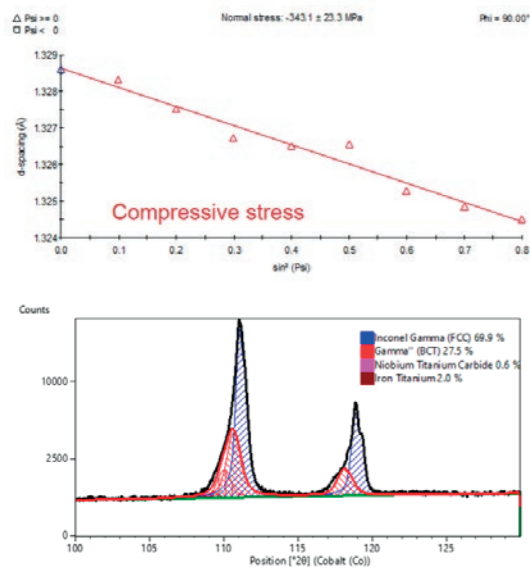 △ Psi >= 0
□ Psi < 0
Normal stress: -343.1 ± 23.3 MPa
Phi = 90.00°
1.329
1.328
1.327
1.326
1.325
1.324
d-spacing (Å)
Compressive stress
0.0 0.1 0.2 0.3 0.4 0.5 0.6 0.7 0.8
sin² (Psi)
Counts
Inconel Gamma (FCC) 69.9 %
Gamma'' (BCT) 27.5 %
Niobium Titanium Carbide 0.6 %
Iron Titanium 2.0 %
10000
2500
0
100 105 110 115 120 125
Position [°2θ] (Cobalt (Co))